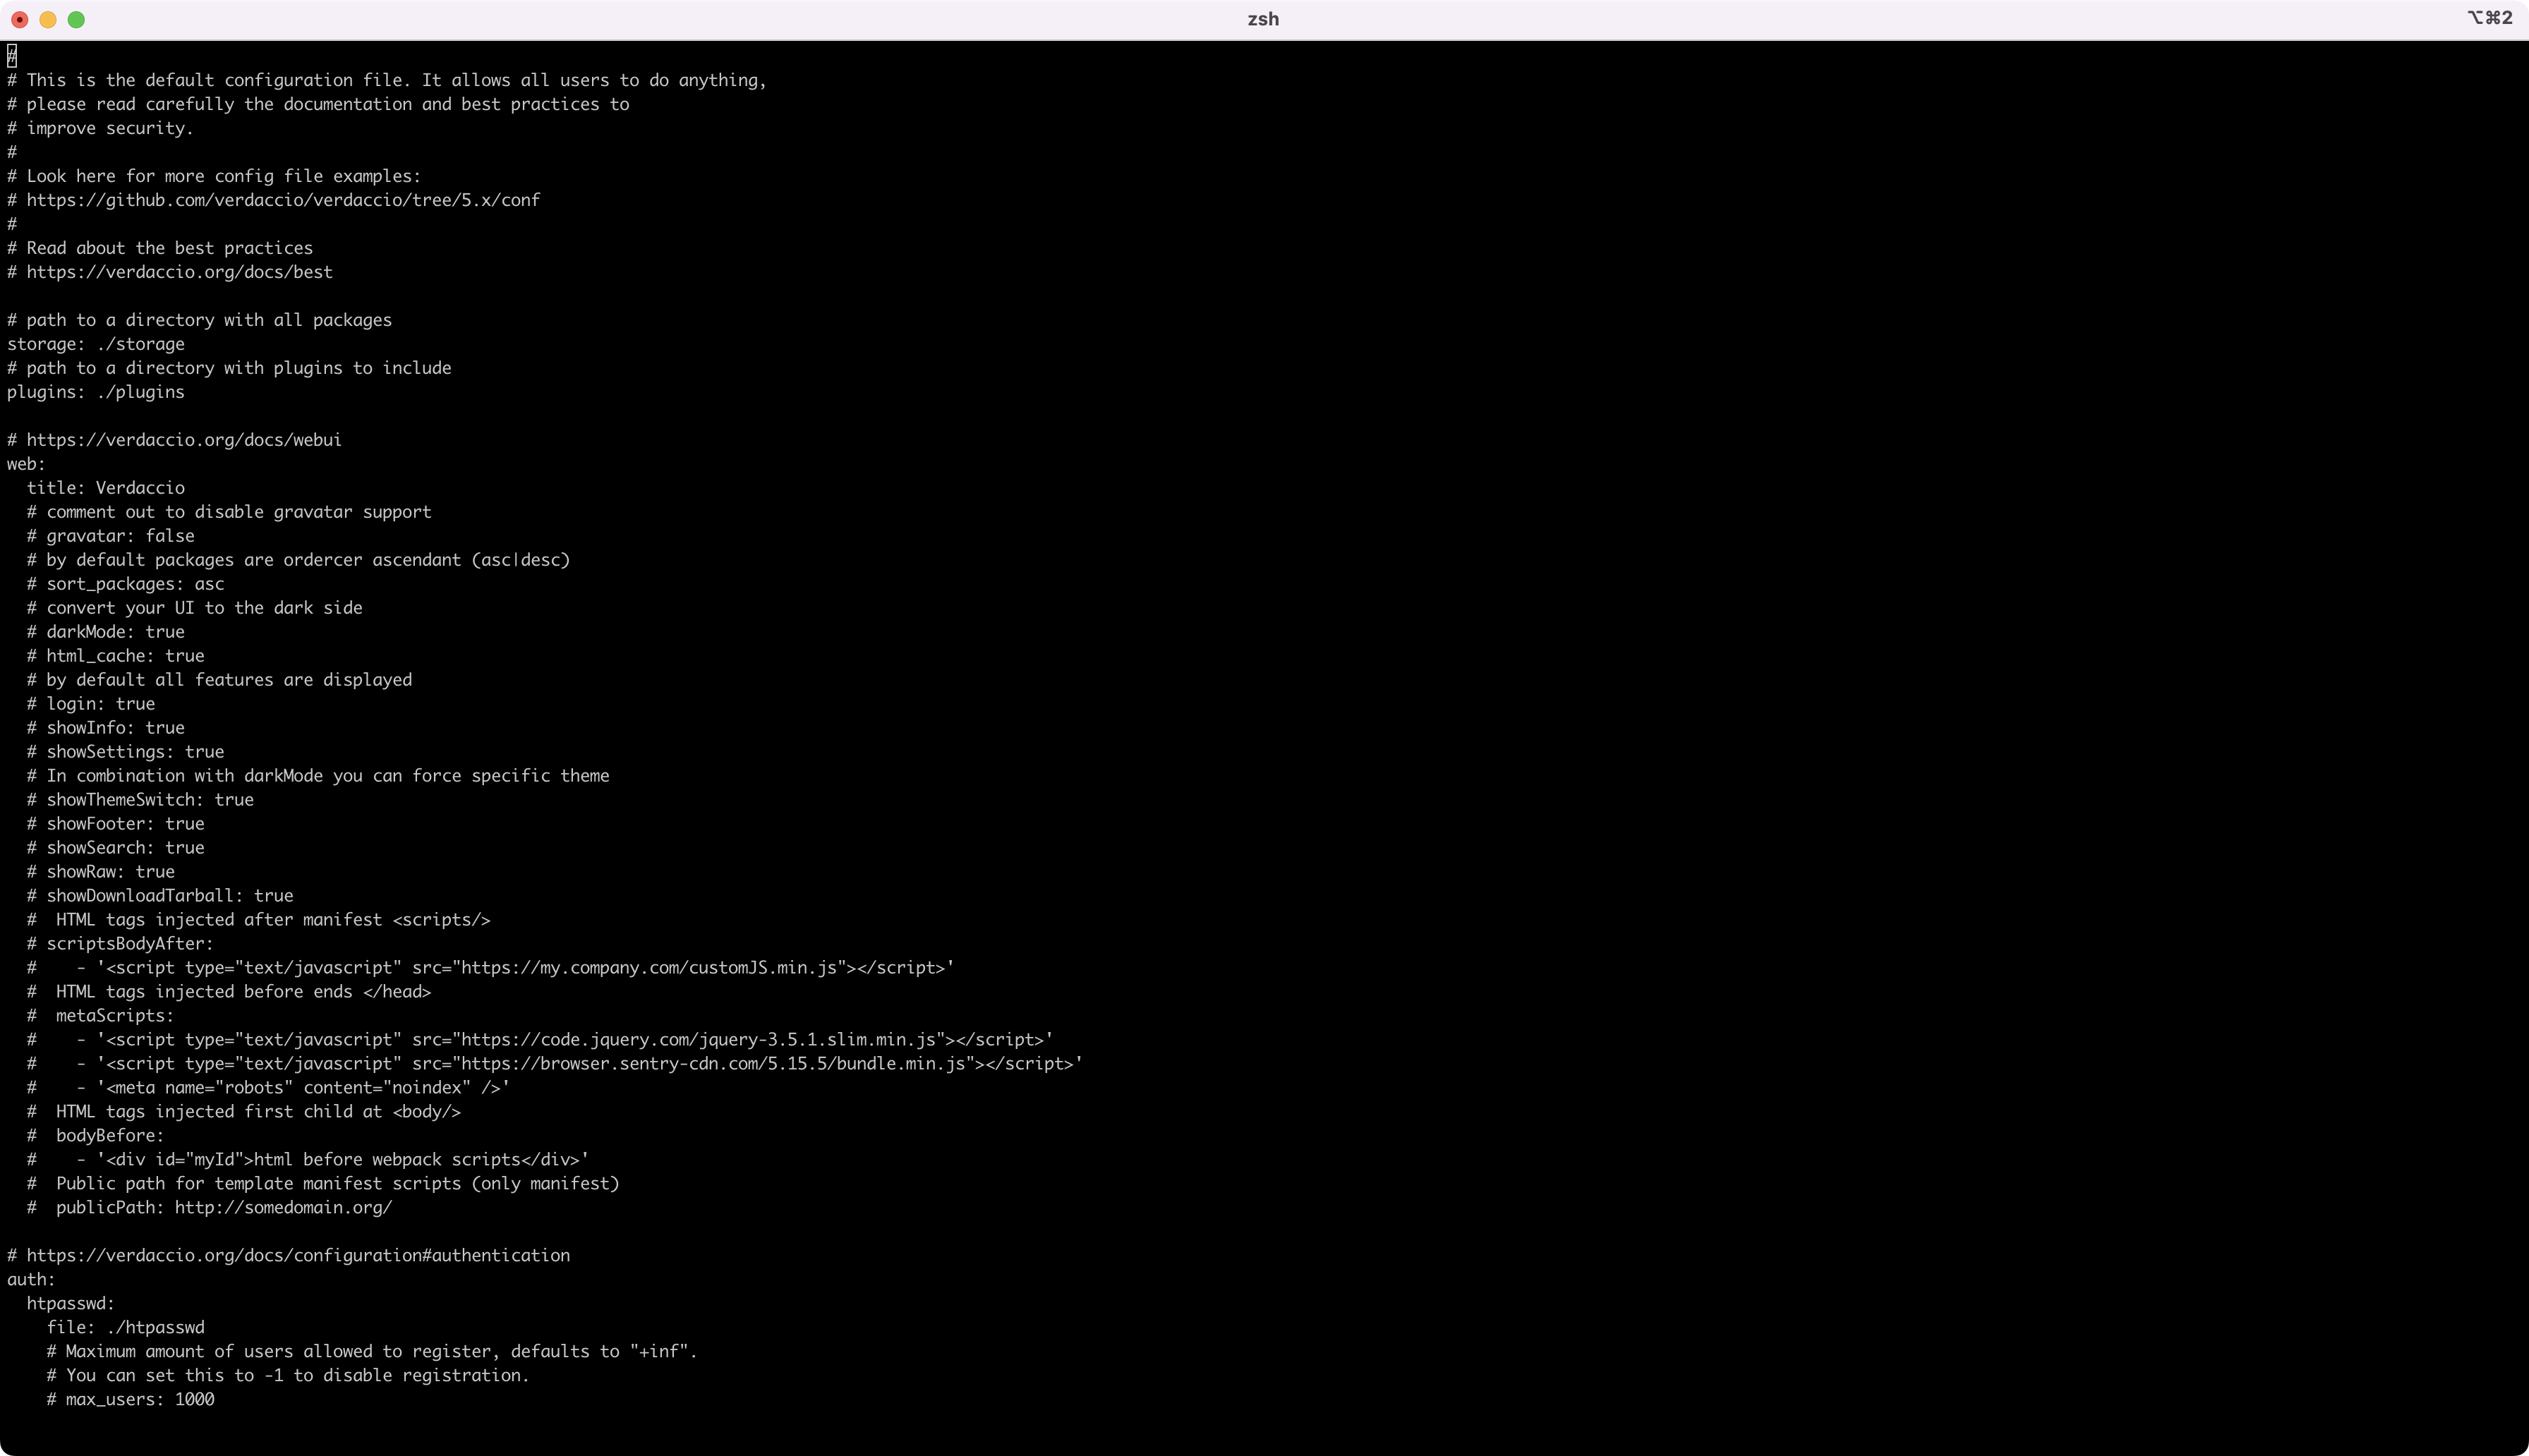 zsh
⌥⌘2
#
# This is the default configuration file. It allows all users to do anything,
# please read carefully the documentation and best practices to
# improve security.
#
# Look here for more config file examples:
# https://github.com/verdaccio/verdaccio/tree/5.x/conf
#
# Read about the best practices
# https://verdaccio.org/docs/best

# path to a directory with all packages
storage: ./storage
# path to a directory with plugins to include
plugins: ./plugins

# https://verdaccio.org/docs/webui
web:
  title: Verdaccio
  # comment out to disable gravatar support
  # gravatar: false
  # by default packages are ordercer ascendant (asc|desc)
  # sort_packages: asc
  # convert your UI to the dark side
  # darkMode: true
  # html_cache: true
  # by default all features are displayed
  # login: true
  # showInfo: true
  # showSettings: true
  # In combination with darkMode you can force specific theme
  # showThemeSwitch: true
  # showFooter: true
  # showSearch: true
  # showRaw: true
  # showDownloadTarball: true
  #  HTML tags injected after manifest <scripts/>
  # scriptsBodyAfter:
  #    - '<script type="text/javascript" src="https://my.company.com/customJS.min.js"></script>'
  #  HTML tags injected before ends </head>
  #  metaScripts:
  #    - '<script type="text/javascript" src="https://code.jquery.com/jquery-3.5.1.slim.min.js"></script>'
  #    - '<script type="text/javascript" src="https://browser.sentry-cdn.com/5.15.5/bundle.min.js"></script>'
  #    - '<meta name="robots" content="noindex" />'
  #  HTML tags injected first child at <body/>
  #  bodyBefore:
  #    - '<div id="myId">html before webpack scripts</div>'
  #  Public path for template manifest scripts (only manifest)
  #  publicPath: http://somedomain.org/

# https://verdaccio.org/docs/configuration#authentication
auth:
  htpasswd:
    file: ./htpasswd
    # Maximum amount of users allowed to register, defaults to "+inf".
    # You can set this to -1 to disable registration.
    # max_users: 1000